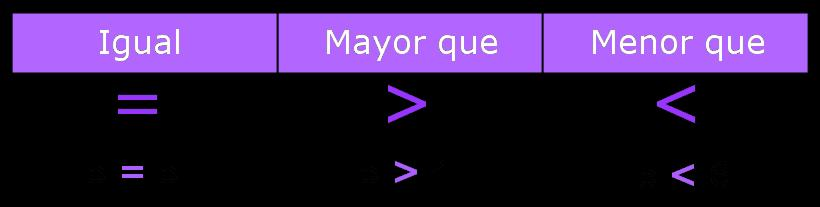 Igual Mayor que Menor que
= > <
= > <